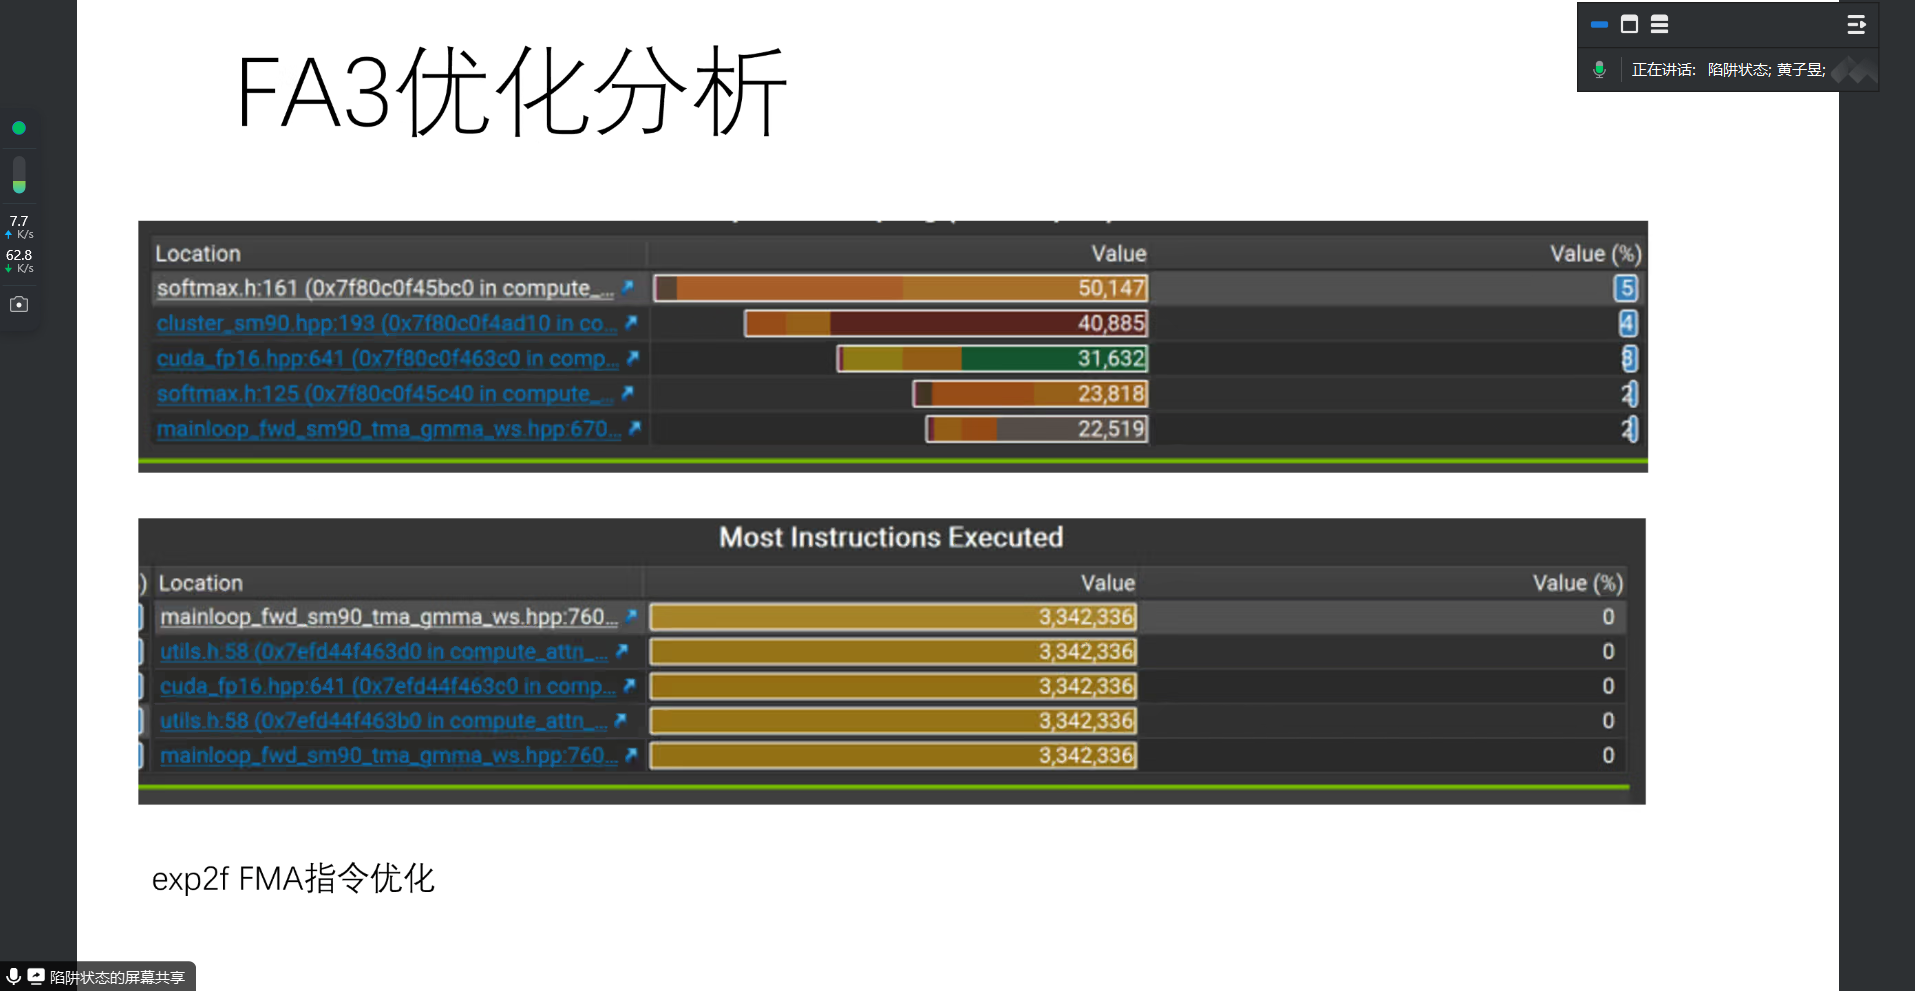 FA3优化分析
正在讲话: 陷阱状态; 黄子昱;
7.7
K/s
62.8
K/s
Location Value Value (%)
softmax.h:161 (0x7f80c0f45bc0 in compute_... 50,147 5
cluster_sm90.hpp:193 (0x7f80c0f4ad10 in co... 40,885 4
cuda_fp16.hpp:641 (0x7f80c0f463c0 in comp... 31,632 3
softmax.h:125 (0x7f80c0f45c40 in compute_... 23,818 2
mainloop_fwd_sm90_tma_gmma_ws.hpp:670... 22,519 2
Most Instructions Executed
) Location Value Value (%)
mainloop_fwd_sm90_tma_gmma_ws.hpp:760... 3,342,336 0
utils.h:58 (0x7efd44f463d0 in compute_attn_... 3,342,336 0
cuda_fp16.hpp:641 (0x7efd44f463c0 in comp... 3,342,336 0
utils.h:58 (0x7efd44f463b0 in compute_attn_... 3,342,336 0
mainloop_fwd_sm90_tma_gmma_ws.hpp:760... 3,342,336 0
exp2f FMA指令优化
陷阱状态的屏幕共享